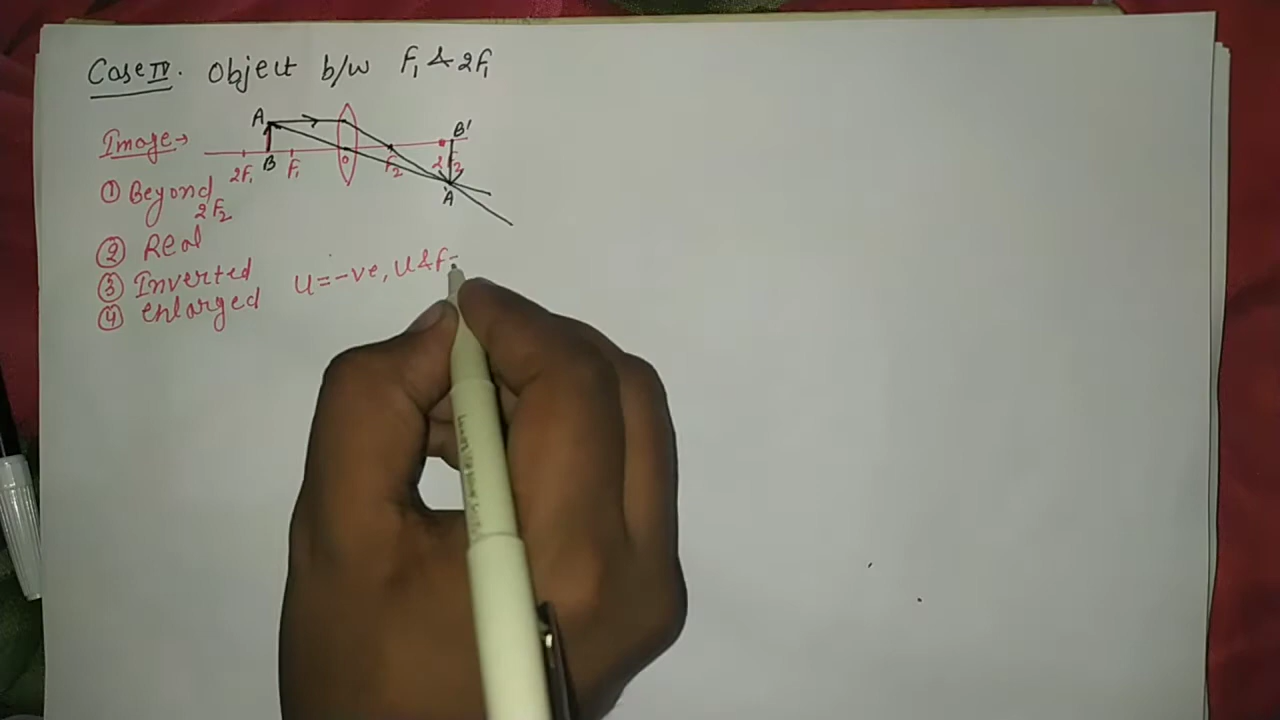 Case IV. Object b/w F₁ & 2F₁
A
B'
Image→
2F₁ B F₁ O F₂ 2F₂
A
① Beyond
2F₂
② Real
③ Inverted
④ enlarged
u=-ve, u&f=